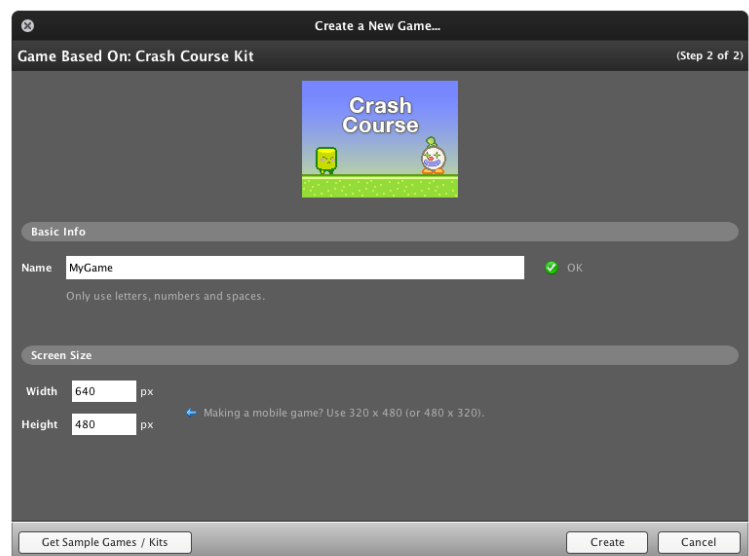 Create a New Game...
Game Based On: Crash Course Kit
(Step 2 of 2)
Crash
Course
Basic Info
Name MyGame OK
Only use letters, numbers and spaces.
Screen Size
Width 640 px
Making a mobile game? Use 320 x 480 (or 480 x 320).
Height 480 px
Get Sample Games / Kits
Create
Cancel